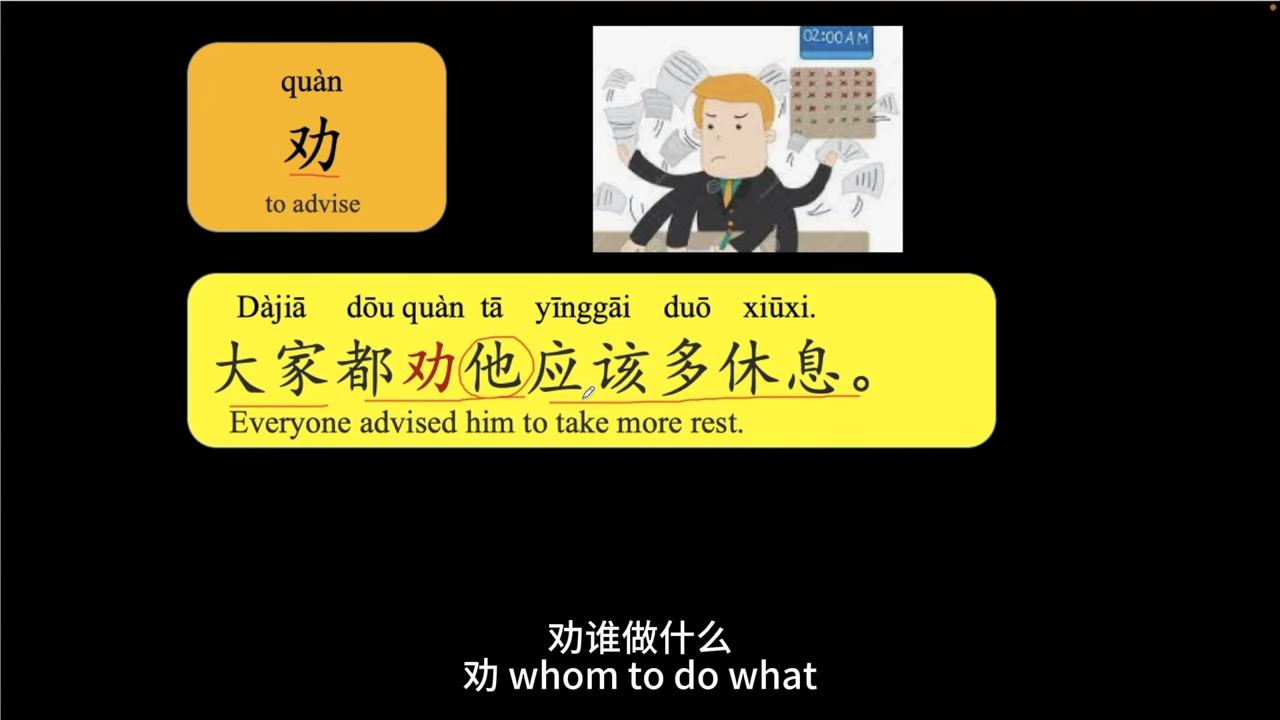 quàn
劝
to advise
02:00 AM
Dàjiā dōu quàn tā yīnggāi duō xiūxi.
大家都劝他应该多休息。
Everyone advised him to take more rest.
劝谁做什么
劝 whom to do what